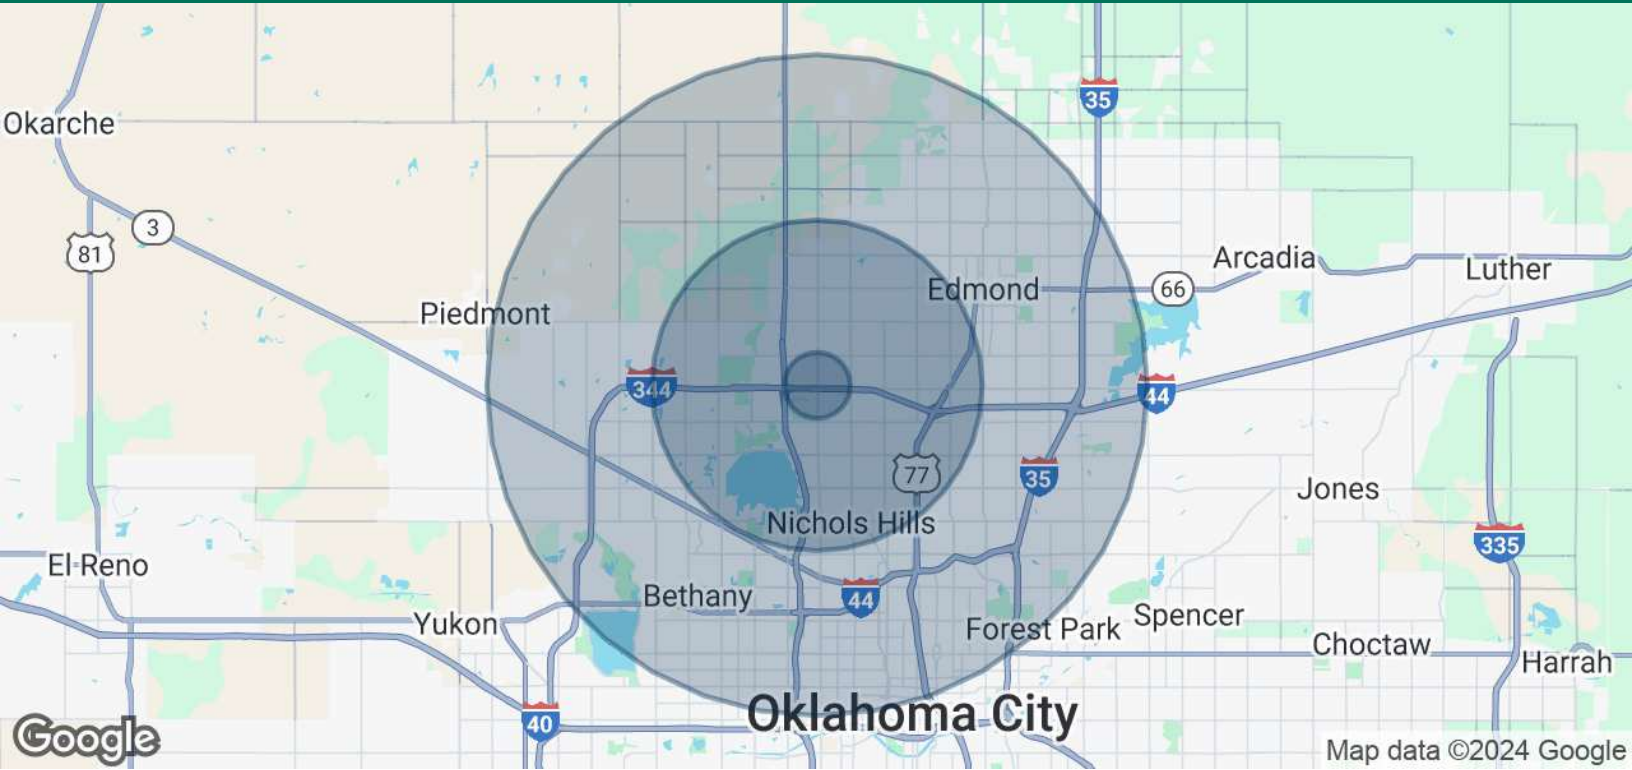 35
Okarche
3
81
Arcadia
Luther
Edmond
66
Piedmont
344
44
77
35
Jones
Nichols Hills
335
El Reno
Bethany
44
Spencer
Yukon
Forest Park
Choctaw
Harrah
Oklahoma City
40
Google
Map data ©2024 Google